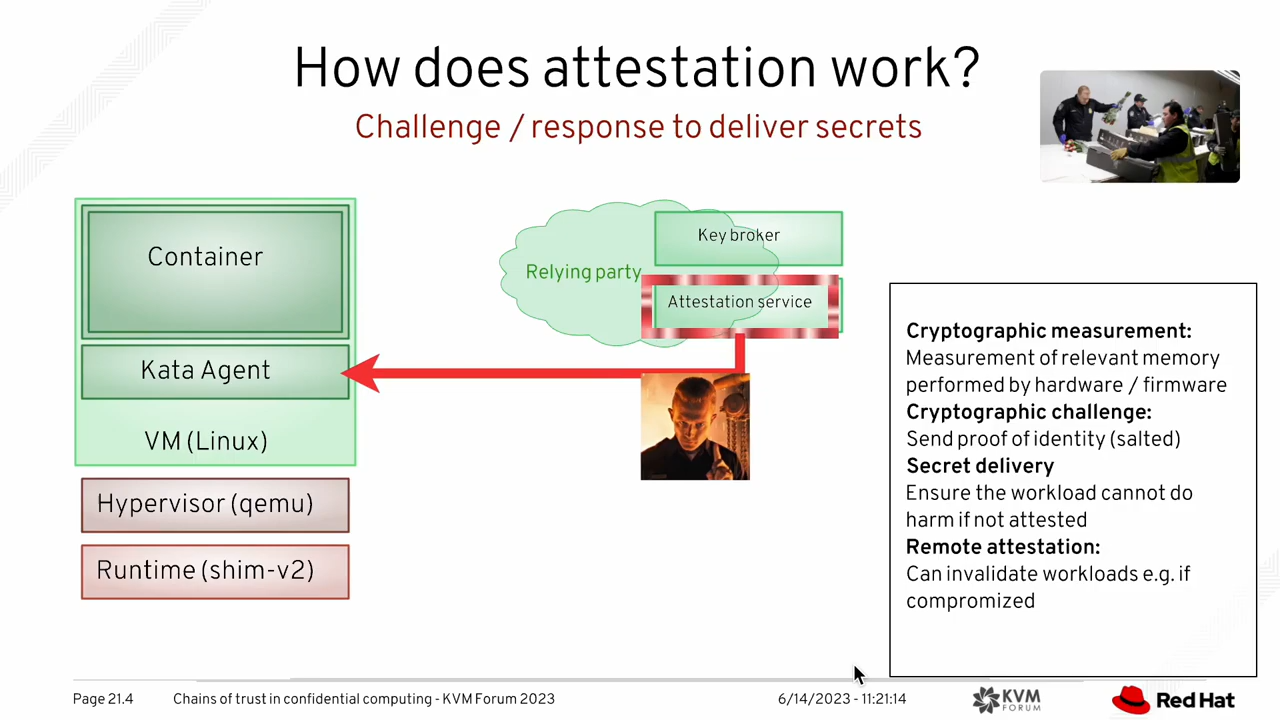 How does attestation work?
Challenge / response to deliver secrets
Container
Kata Agent
VM (Linux)
Hypervisor (qemu)
Runtime (shim-v2)
Relying party
Key broker
Attestation service
Cryptographic measurement:
Measurement of relevant memory
performed by hardware / firmware
Cryptographic challenge:
Send proof of identity (salted)
Secret delivery
Ensure the workload cannot do
harm if not attested
Remote attestation:
Can invalidate workloads e.g. if
compromized
Page 21.4
Chains of trust in confidential computing - KVM Forum 2023
6/14/2023 - 11:21:14
KVM
FORUM
Red Hat